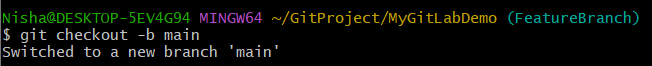 Nisha@DESKTOP-5EV4G94 MINGW64 ~/GitProject/MyGitLabDemo (FeatureBranch)
$ git checkout -b main
Switched to a new branch 'main'